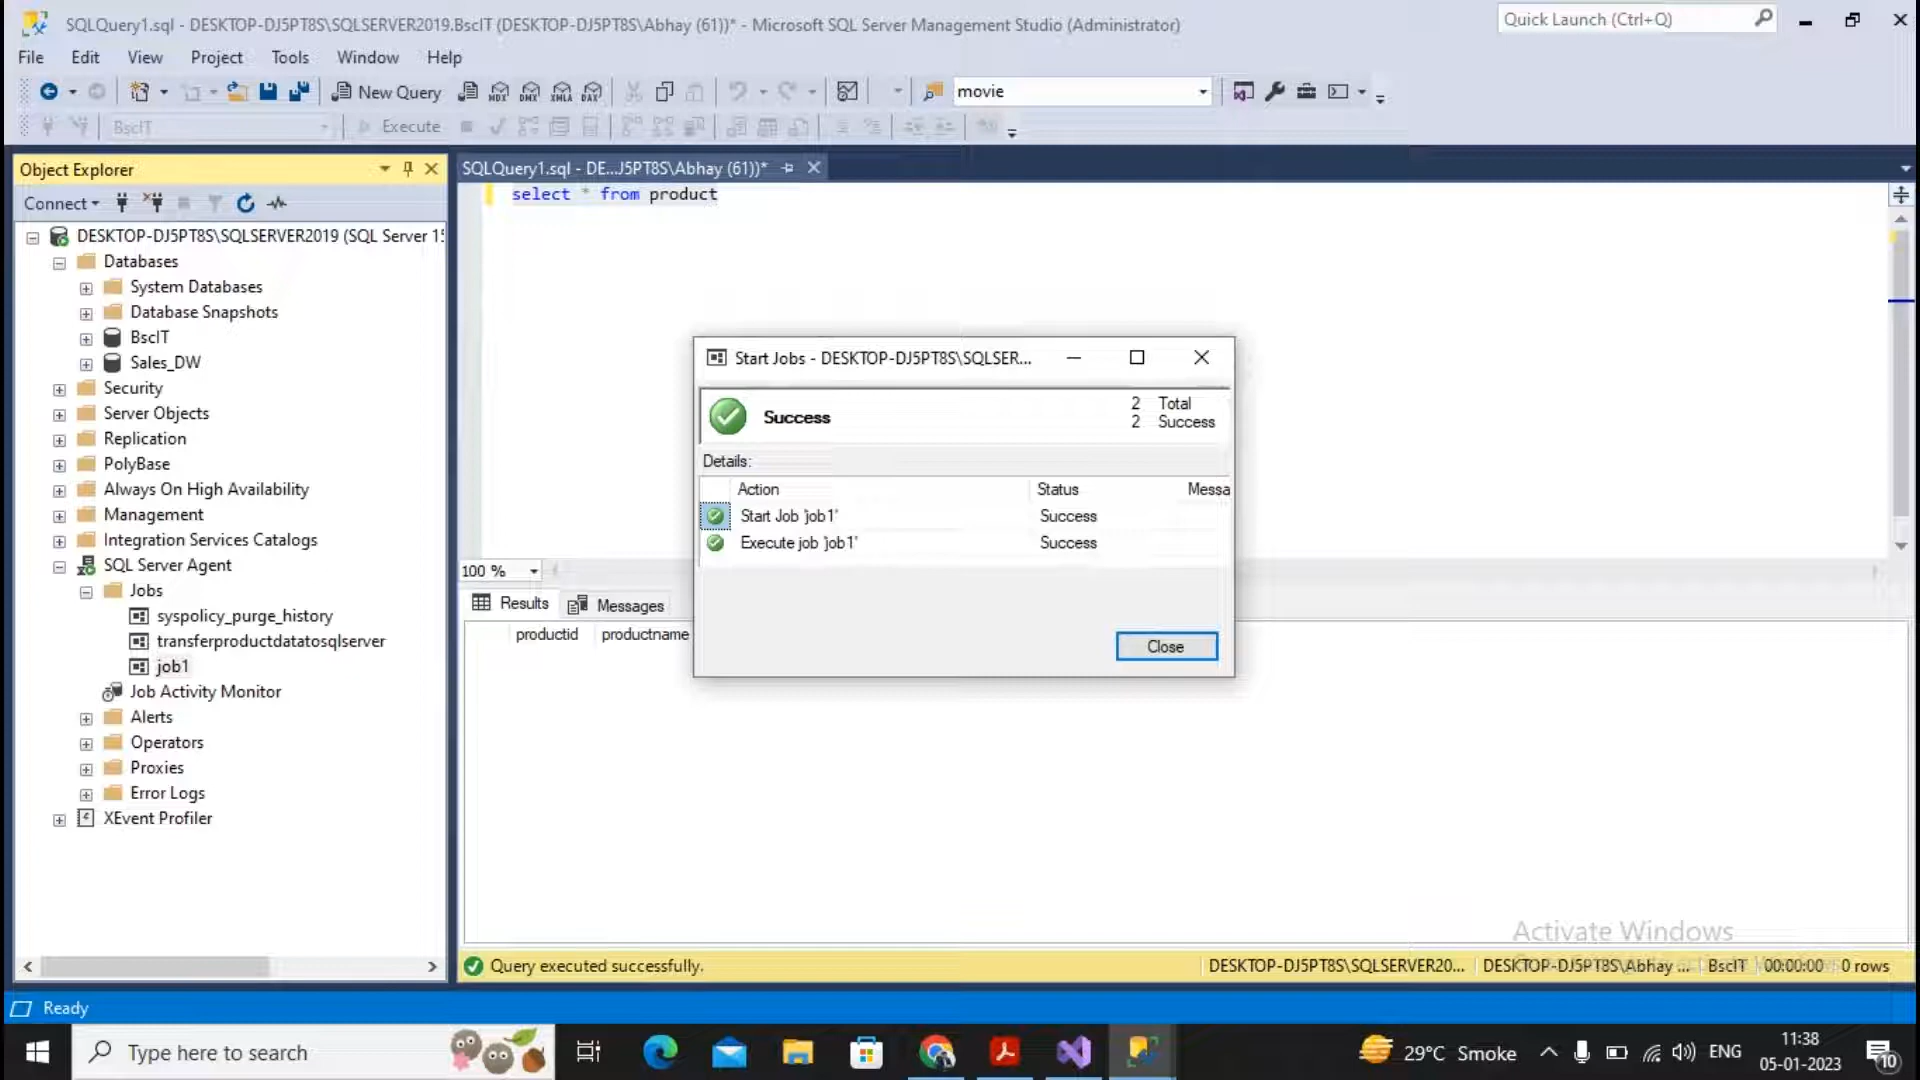 SQLQuery1.sql - DESKTOP-DJ5PT8S\SQLSERVER2019.BscIT (DESKTOP-DJ5PT8S\Abhay (61))* - Microsoft SQL Server Management Studio (Administrator)
Quick Launch (Ctrl+Q)
File Edit View Project Tools Window Help
New Query
MDX DMX XMLA DAX
movie
BscIT
Execute
Object Explorer
SQLQuery1.sql - DE...J5PT8S\Abhay (61))*
Connect
select * from product
DESKTOP-DJ5PT8S\SQLSERVER2019 (SQL Server 15
Databases
System Databases
Database Snapshots
BscIT
Sales_DW
Security
Server Objects
Replication
PolyBase
Always On High Availability
Management
Integration Services Catalogs
SQL Server Agent
Jobs
syspolicy_purge_history
transferproductdatatosqlserver
job1
Job Activity Monitor
Alerts
Operators
Proxies
Error Logs
XEvent Profiler
Start Jobs - DESKTOP-DJ5PT8S\SQLSER...
Success
2 Total
2 Success
Details:
Action Status Messa
Start Job 'job1' Success
Execute job 'job1' Success
Close
100 %
Results Messages
productid productname
Activate Windows
Query executed successfully.
DESKTOP-DJ5PT8S\SQLSERVER20... DESKTOP-DJ5PT8S\Abhay ... BscIT 00:00:00 0 rows
Ready
Type here to search
29°C Smoke
ENG
11:38
05-01-2023
10